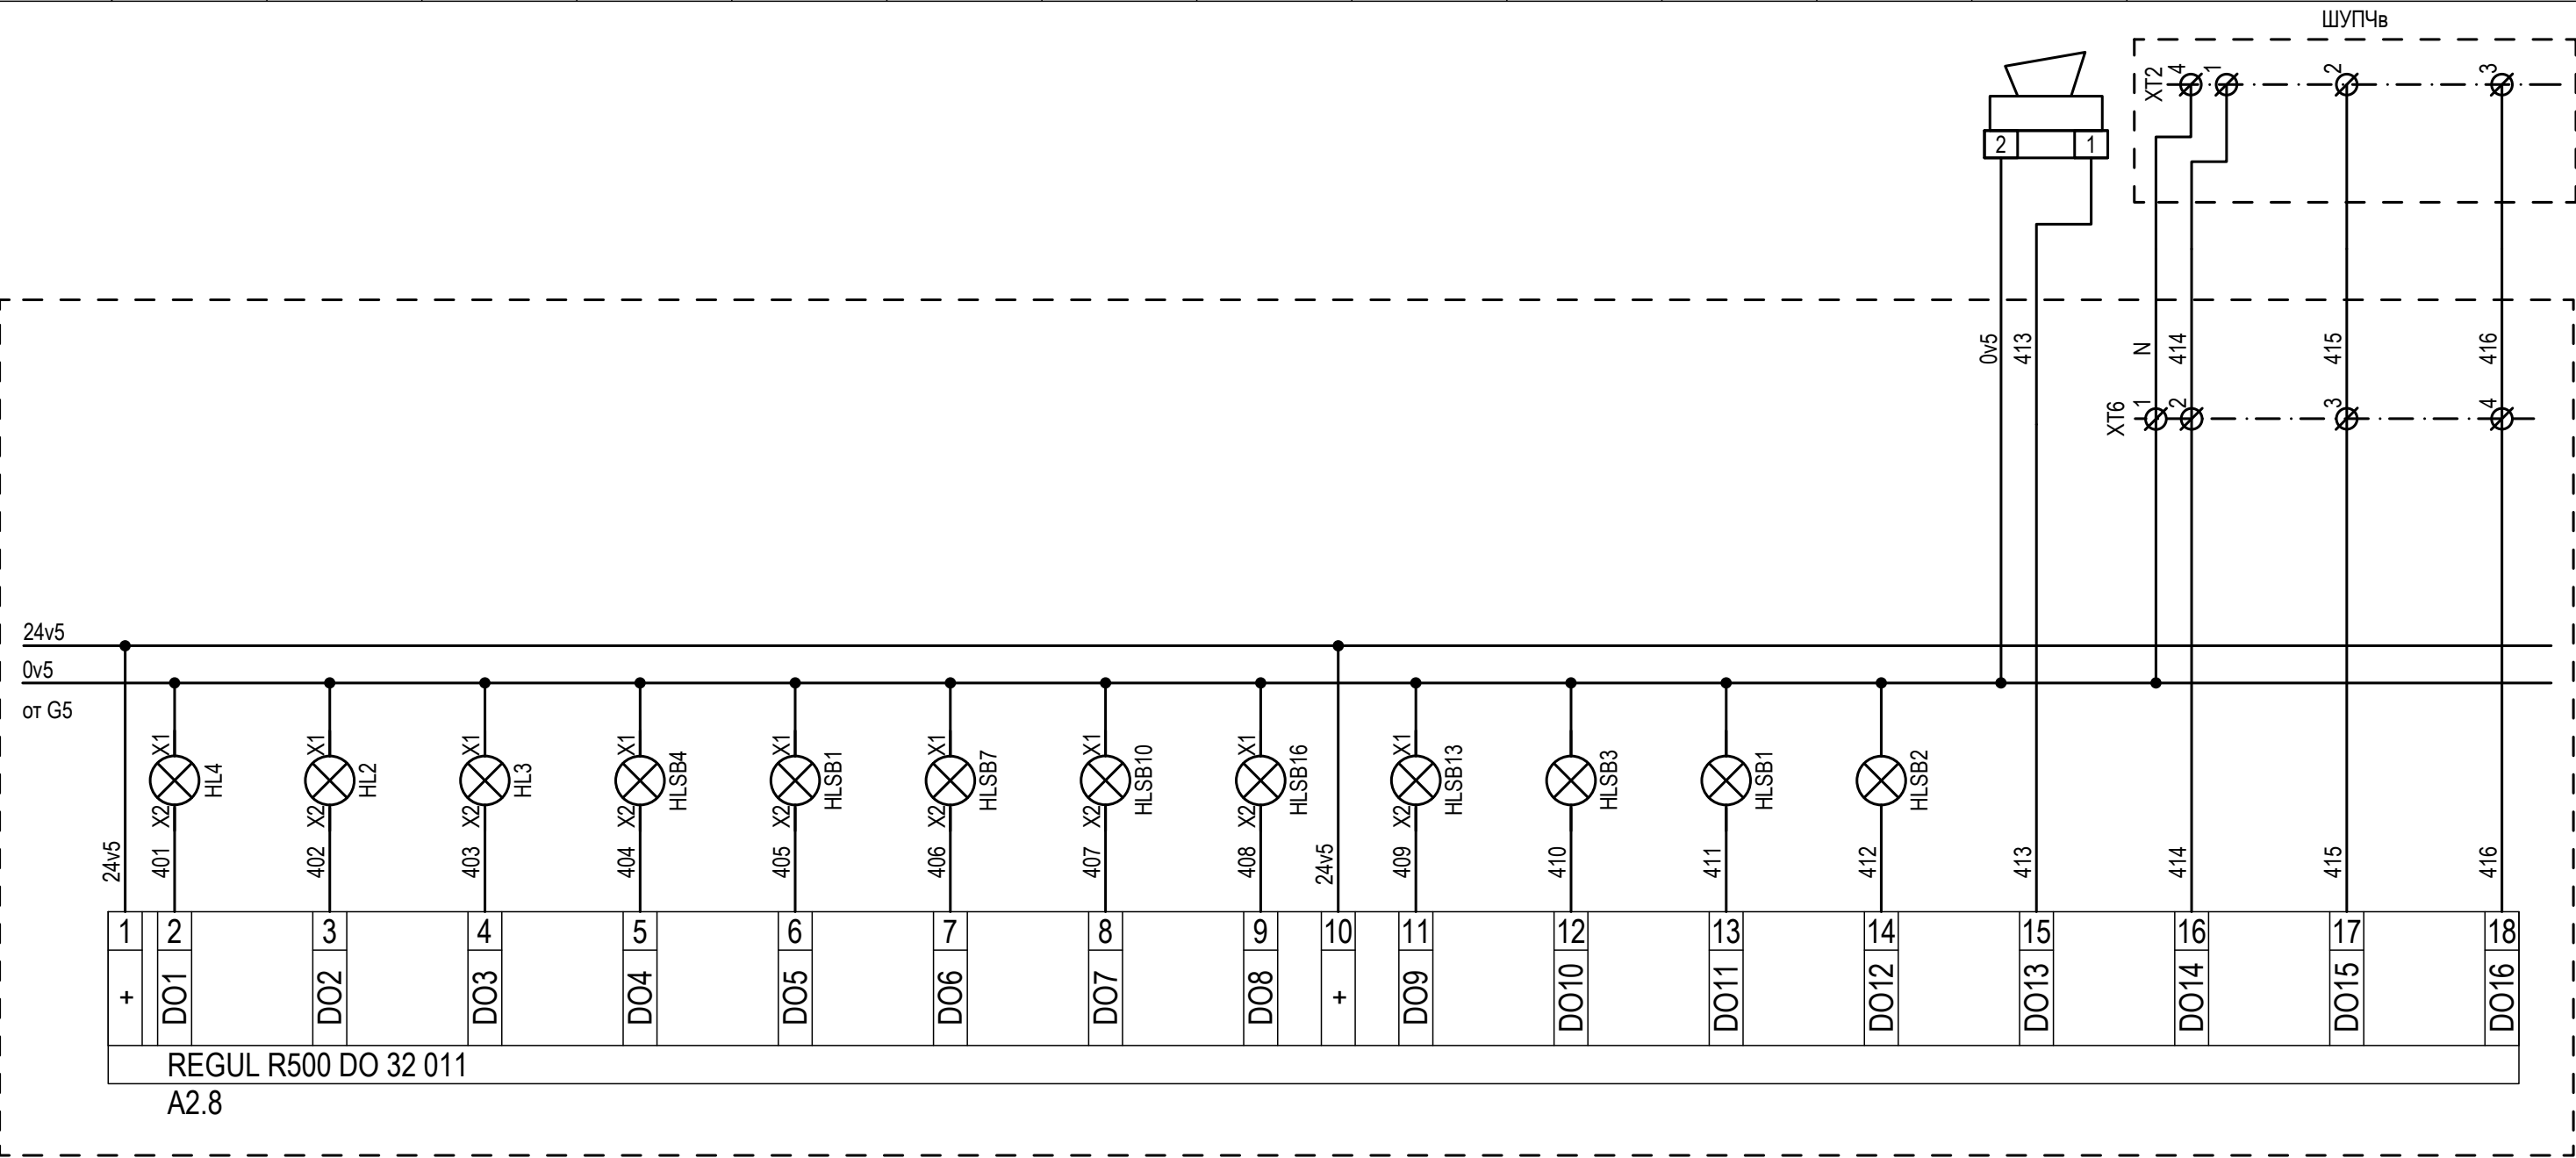 ШУПЧв
XT2 4 1 2 3
2 1
0v5 413 N 414 415 416
XT6 1 2 3 4
24v5
0v5
от G5
X1 X1 X1 X1 X1 X1 X1 X1 X1
HL4 HL2 HL3 HLSB4 HLSB1 HLSB7 HLSB10 HLSB16 HLSB13 HLSB3 HLSB1 HLSB2
X2 X2 X2 X2 X2 X2 X2 X2 X2
24v5 401 402 403 404 405 406 407 408 24v5 409 410 411 412 413 414 415 416
1 2 3 4 5 6 7 8 9 10 11 12 13 14 15 16 17 18
+ DO1 DO2 DO3 DO4 DO5 DO6 DO7 DO8 + DO9 DO10 DO11 DO12 DO13 DO14 DO15 DO16
REGUL R500 DO 32 011
A2.8